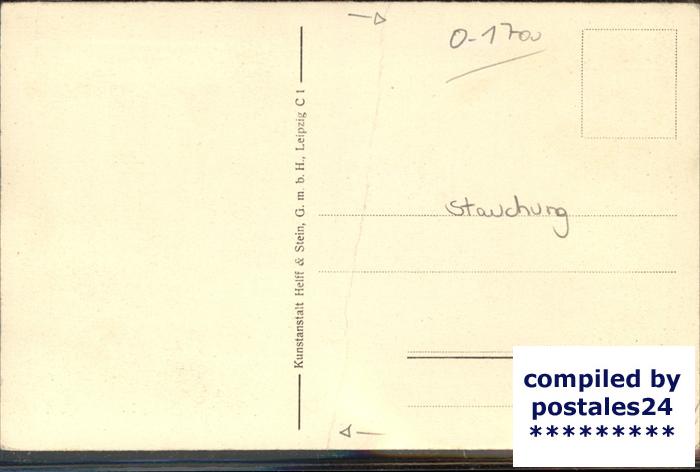 O-1700
Kunstanstalt Helff & Stein, G. m. b. H., Leipzig C 1
Stauchung
compiled by
postales24
*********